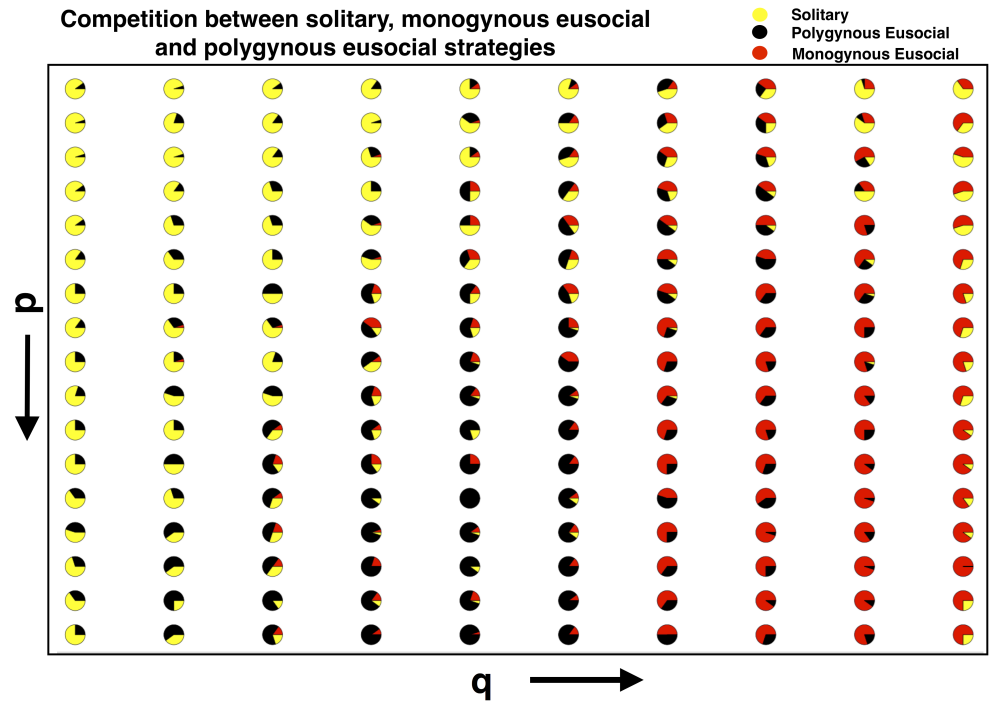 Competition between solitary, monogynous eusocial
and polygynous eusocial strategies
Solitary
Polygynous Eusocial
Monogynous Eusocial
p
q